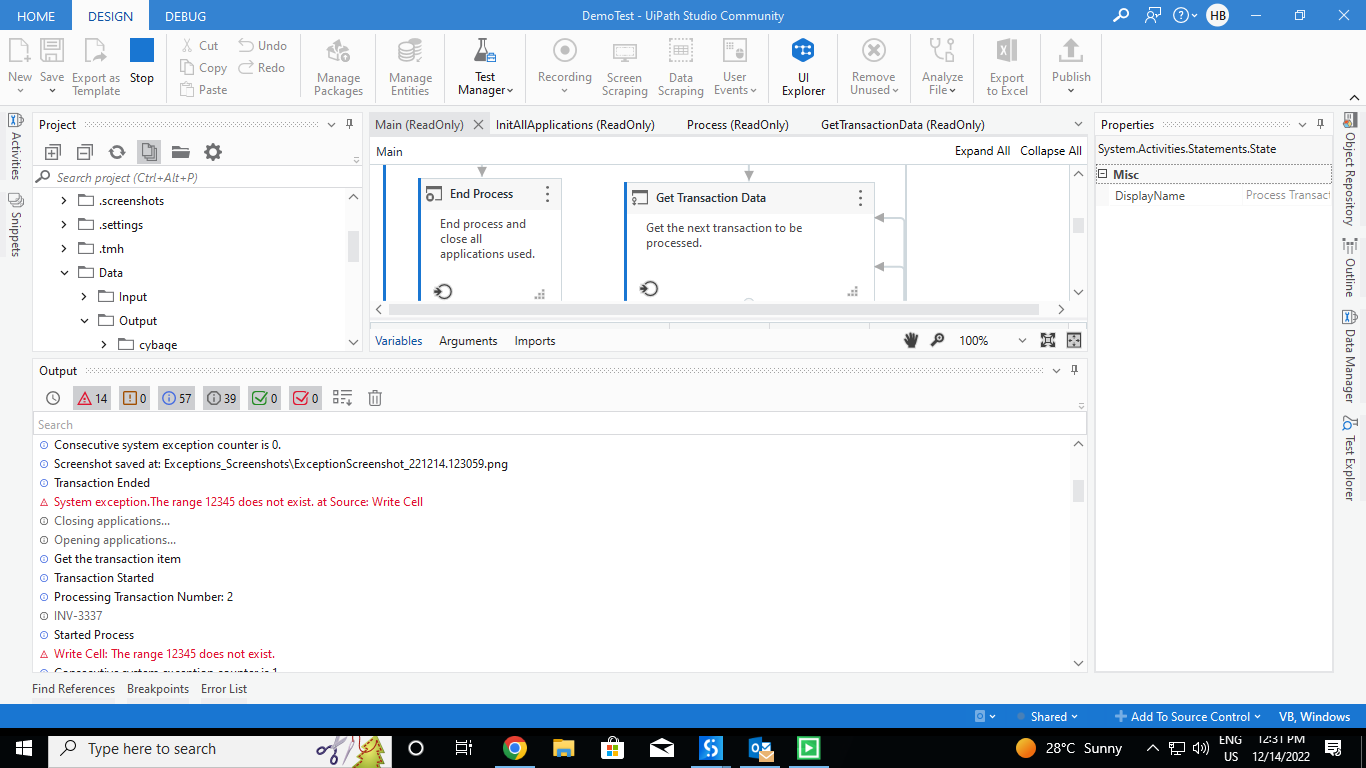 HOME DESIGN DEBUG DemoTest - UiPath Studio Community HB
New Save Export as Template Stop Cut Copy Paste Undo Redo Manage Packages Manage Entities Test Manager Recording Screen Scraping Data Scraping User Events UI Explorer Remove Unused Analyze File Export to Excel Publish
Activities
Snippets
Project
Search project (Ctrl+Alt+P)
.screenshots
.settings
.tmh
Data
Input
Output
cybage
Main (ReadOnly) InitAllApplications (ReadOnly) Process (ReadOnly) GetTransactionData (ReadOnly)
Main Expand All Collapse All
End Process
End process and
close all
applications used.
Get Transaction Data
Get the next transaction to be
processed.
Variables Arguments Imports 100%
Properties
System.Activities.Statements.State
Misc
DisplayName Process Transact
Object Repository
Outline
Data Manager
Test Explorer
Output
14 0 57 39 0 0
Search
Consecutive system exception counter is 0.
Screenshot saved at: Exceptions_Screenshots\ExceptionScreenshot_221214.123059.png
Transaction Ended
System exception.The range 12345 does not exist. at Source: Write Cell
Closing applications...
Opening applications...
Get the transaction item
Transaction Started
Processing Transaction Number: 2
INV-3337
Started Process
Write Cell: The range 12345 does not exist.
Consecutive system exception counter is 1.
Find References Breakpoints Error List
Shared Add To Source Control VB, Windows
Type here to search 28°C Sunny ENG US 12:31 PM 12/14/2022